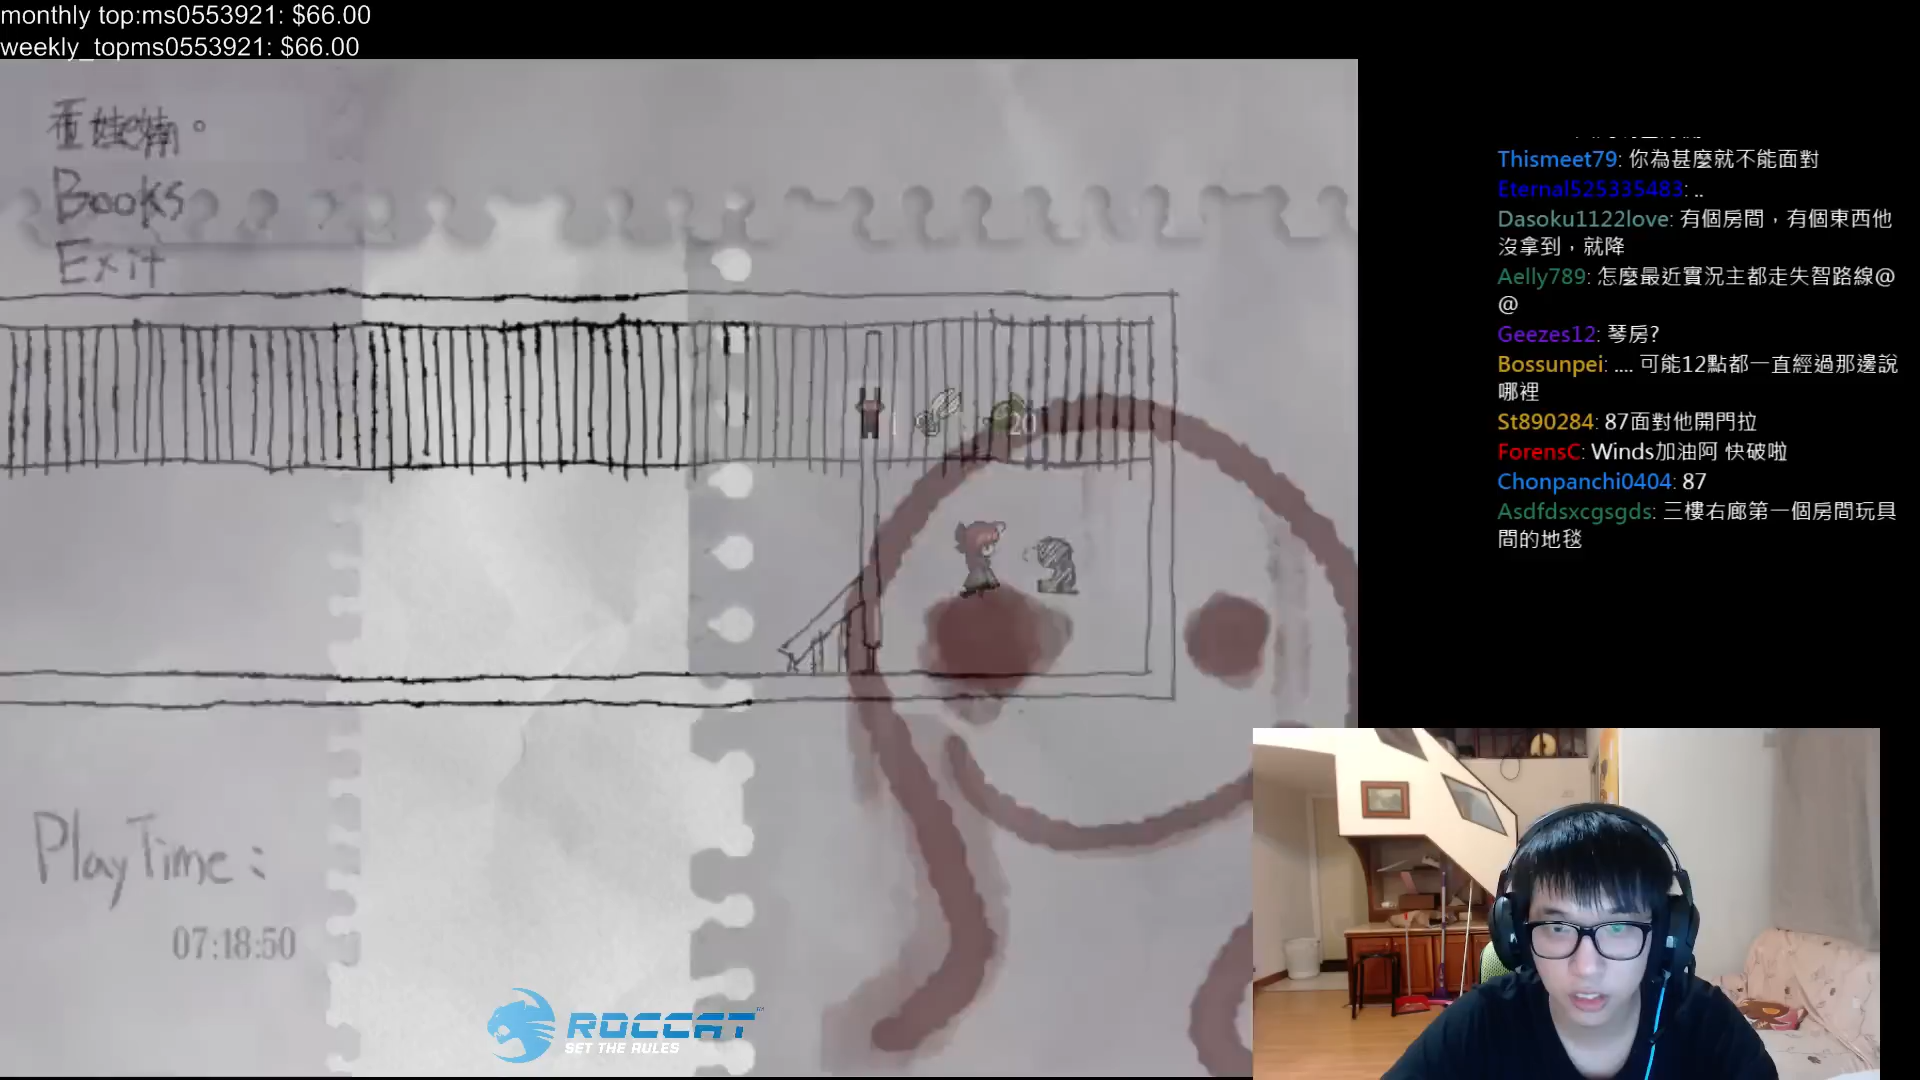 monthly top:ms0553921: $66.00
weekly_topms0553921: $66.00
Books
Exit
1
20
Play Time:
07:18:50
ROCCAT™
SET THE RULES
Thismeet79: 你為甚麼就不能面對
Eternal525335483: ..
Dasoku1122love: 有個房間，有個東西他
沒拿到，就降
Aelly789: 怎麼最近實況主都走失智路線@
@
Geezes12: 琴房?
Bossunpei: .... 可能12點都一直經過那邊說
哪裡
St890284: 87面對他開門拉
ForensC: Winds加油阿 快破啦
Chonpanchi0404: 87
Asdfdsxcgsgds: 三樓右廊第一個房間玩具
間的地毯